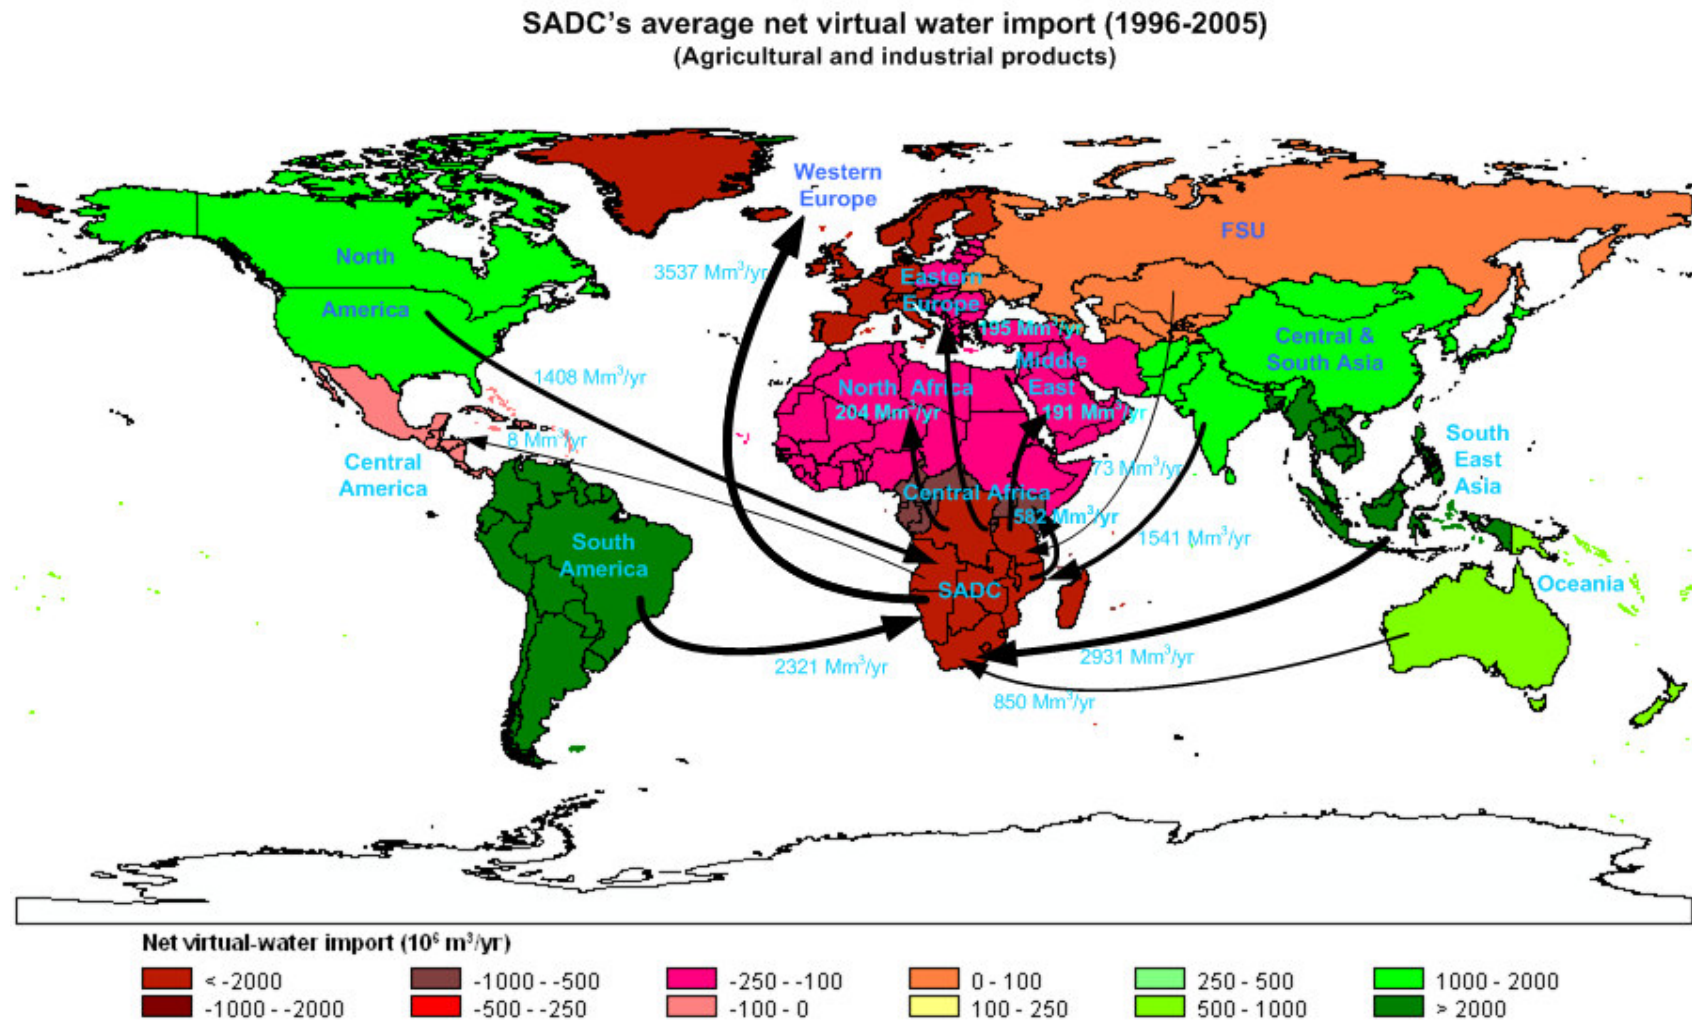 SADC's average net virtual water import (1996-2005)
(Agricultural and industrial products)
Western
Europe
North
America
FSU
3537 Mm³/yr
Eastern
Europe
195 Mm³/yr
Central &
South Asia
Middle
East
191 Mm³/yr
North Africa
204 Mm³/yr
1408 Mm³/yr
8 Mm³/yr
Central
America
South
East
Asia
73 Mm³/yr
Central Africa
582 Mm³/yr
1541 Mm³/yr
South
America
SADC
Oceania
2321 Mm³/yr
2931 Mm³/yr
850 Mm³/yr
Net virtual-water import (10⁶ m³/yr)
< -2000
-1000 - -500
-250 - -100
0 - 100
250 - 500
1000 - 2000
-1000 - -2000
-500 - -250
-100 - 0
100 - 250
500 - 1000
> 2000